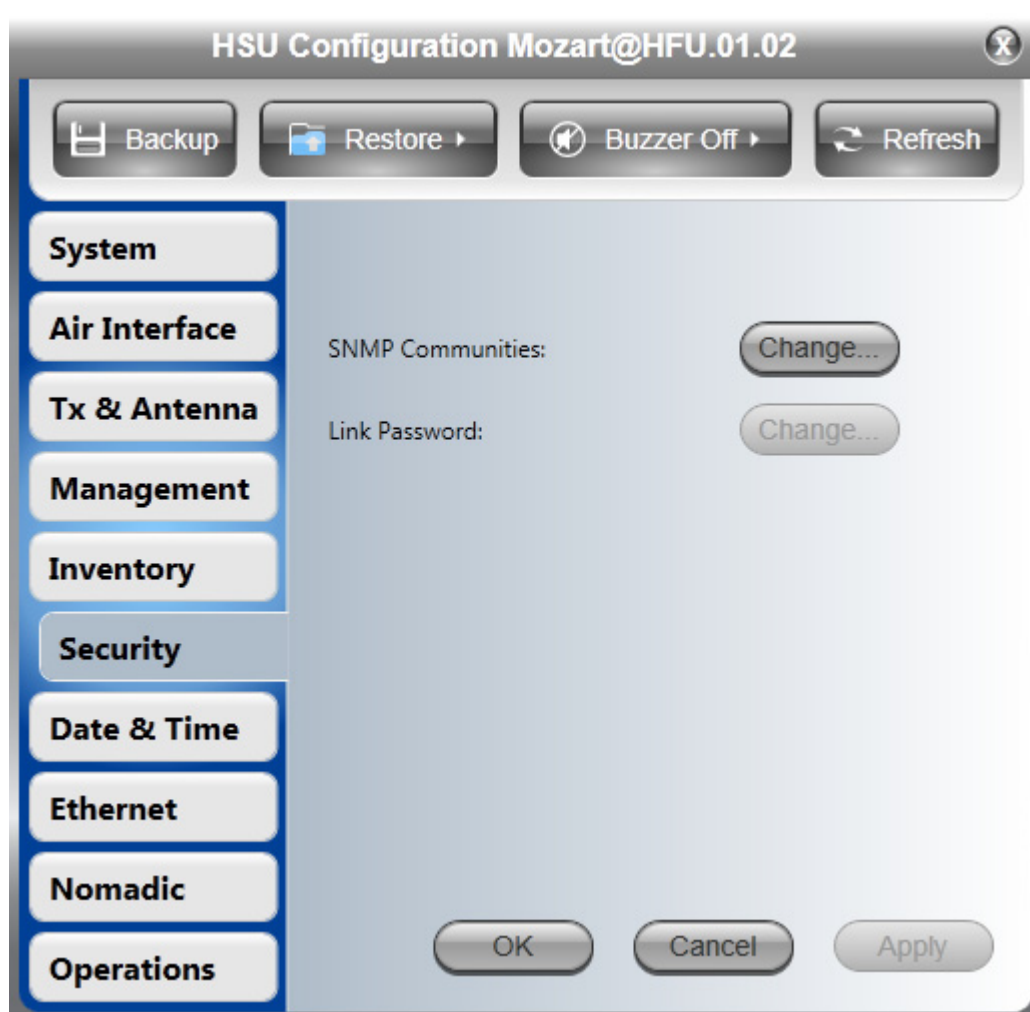 HSU Configuration Mozart@HFU.01.02
Backup
Restore
Buzzer Off
Refresh
System
Air Interface
Tx & Antenna
Management
Inventory
Security
Date & Time
Ethernet
Nomadic
Operations
SNMP Communities:
Change...
Link Password:
Change...
OK
Cancel
Apply